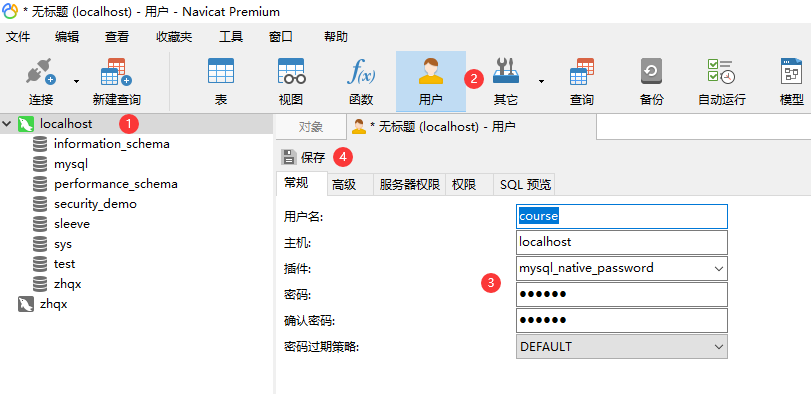 * 无标题 (localhost) - 用户 - Navicat Premium
文件 编辑 查看 收藏夹 工具 窗口 帮助
连接 新建查询 表 视图 f(x) 函数 用户 2 其它 查询 备份 自动运行 模型
localhost 1
information_schema
mysql
performance_schema
security_demo
sleeve
sys
test
zhqx
zhqx
对象 * 无标题 (localhost) - 用户
保存 4
常规 高级 服务器权限 权限 SQL 预览
用户名: course
主机: localhost
插件: mysql_native_password
3
密码: ●●●●●●
确认密码: ●●●●●●
密码过期策略: DEFAULT